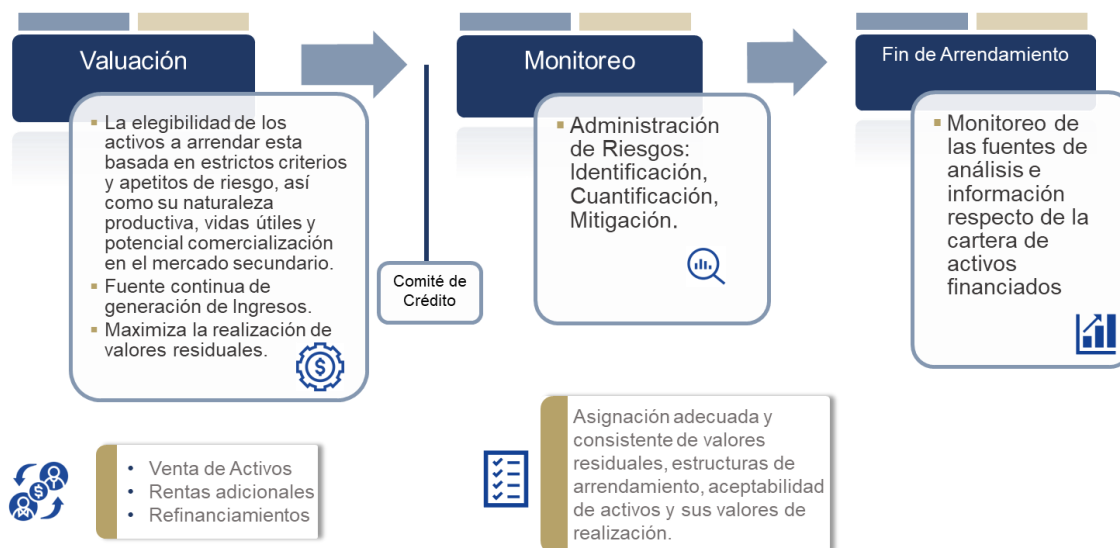 Valuación
La elegibilidad de los
activos a arrendar esta
basada en estrictos criterios
y apetitos de riesgo, así
como su naturaleza
productiva, vidas útiles y
potencial comercialización
en el mercado secundario.
Fuente continua de
generación de Ingresos.
Maximiza la realización de
valores residuales.
$
Comité de
Crédito
Monitoreo
Administración
de Riesgos:
Identificación,
Cuantificación,
Mitigación.
Fin de Arrendamiento
Monitoreo de
las fuentes de
análisis e
información
respecto de la
cartera de
activos
financiados
$
Venta de Activos
Rentas adicionales
Refinanciamientos
Asignación adecuada y
consistente de valores
residuales, estructuras de
arrendamiento, aceptabilidad
de activos y sus valores de
realización.